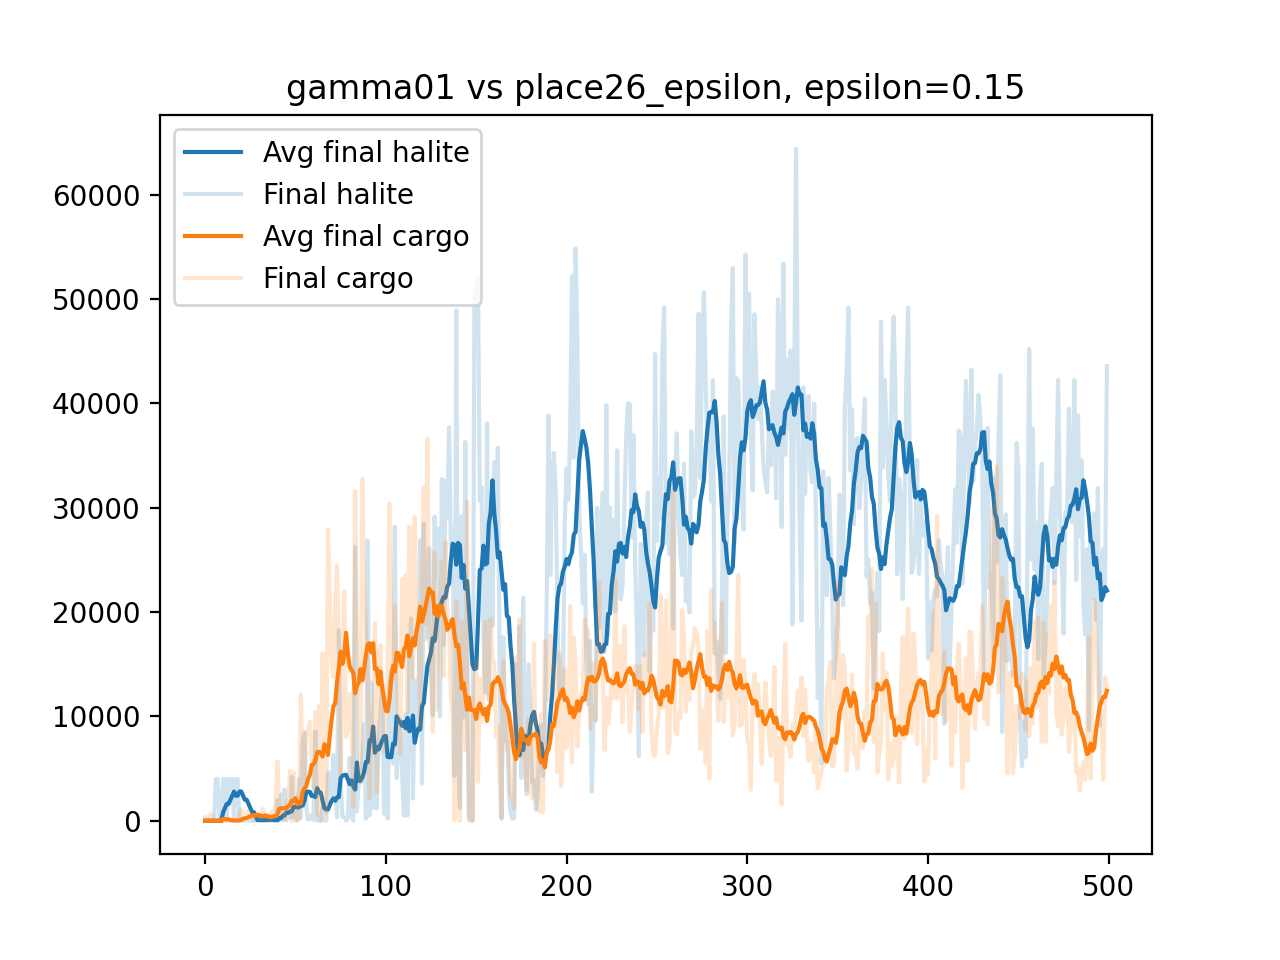 gamma01 vs place26_epsilon, epsilon=0.15
Avg final halite
Final halite
Avg final cargo
Final cargo
60000
50000
40000
30000
20000
10000
0
0 100 200 300 400 500